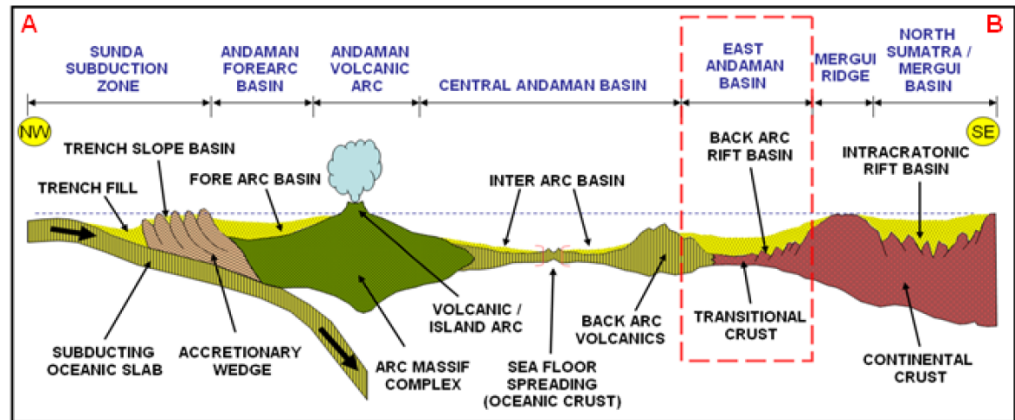 A
B
SUNDA
SUBDUCTION
ZONE
ANDAMAN
FOREARC
BASIN
ANDAMAN
VOLCANIC
ARC
CENTRAL ANDAMAN BASIN
EAST
ANDAMAN
BASIN
MERGUI
RIDGE
NORTH
SUMATRA /
MERGUI
BASIN
NW
SE
TRENCH SLOPE BASIN
TRENCH FILL
FORE ARC BASIN
INTER ARC BASIN
BACK ARC
RIFT BASIN
INTRACRATONIC
RIFT BASIN
SUBDUCTING
OCEANIC SLAB
ACCRETIONARY
WEDGE
VOLCANIC /
ISLAND ARC
ARC MASSIF
COMPLEX
SEA FLOOR
SPREADING
(OCEANIC CRUST)
BACK ARC
VOLCANICS
TRANSITIONAL
CRUST
CONTINENTAL
CRUST